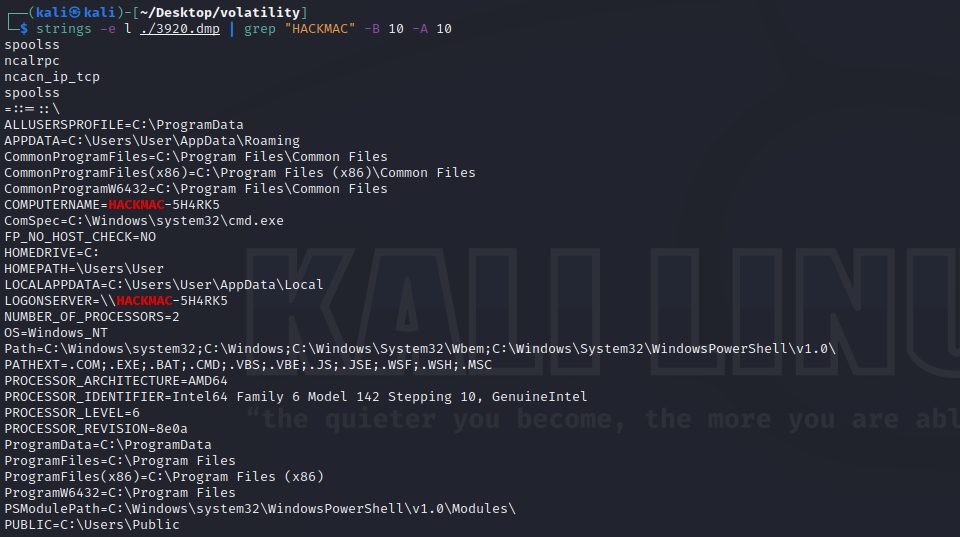 ┌──(kali㉿kali)-[~/Desktop/volatility]
└─$ strings -e l ./3920.dmp | grep "HACKMAC" -B 10 -A 10
spoolss
ncalrpc
ncacn_ip_tcp
spoolss
=::=::\
ALLUSERSPROFILE=C:\ProgramData
APPDATA=C:\Users\User\AppData\Roaming
CommonProgramFiles=C:\Program Files\Common Files
CommonProgramFiles(x86)=C:\Program Files (x86)\Common Files
CommonProgramW6432=C:\Program Files\Common Files
COMPUTERNAME=HACKMAC-5H4RK5
ComSpec=C:\Windows\system32\cmd.exe
FP_NO_HOST_CHECK=NO
HOMEDRIVE=C:
HOMEPATH=\Users\User
LOCALAPPDATA=C:\Users\User\AppData\Local
LOGONSERVER=\\HACKMAC-5H4RK5
NUMBER_OF_PROCESSORS=2
OS=Windows_NT
Path=C:\Windows\system32;C:\Windows;C:\Windows\System32\Wbem;C:\Windows\System32\WindowsPowerShell\v1.0\
PATHEXT=.COM;.EXE;.BAT;.CMD;.VBS;.VBE;.JS;.JSE;.WSF;.WSH;.MSC
PROCESSOR_ARCHITECTURE=AMD64
PROCESSOR_IDENTIFIER=Intel64 Family 6 Model 142 Stepping 10, GenuineIntel
PROCESSOR_LEVEL=6
PROCESSOR_REVISION=8e0a
ProgramData=C:\ProgramData
ProgramFiles=C:\Program Files
ProgramFiles(x86)=C:\Program Files (x86)
ProgramW6432=C:\Program Files
PSModulePath=C:\Windows\system32\WindowsPowerShell\v1.0\Modules\
PUBLIC=C:\Users\Public
KALI LINU
“the quieter you become, the more you are abl